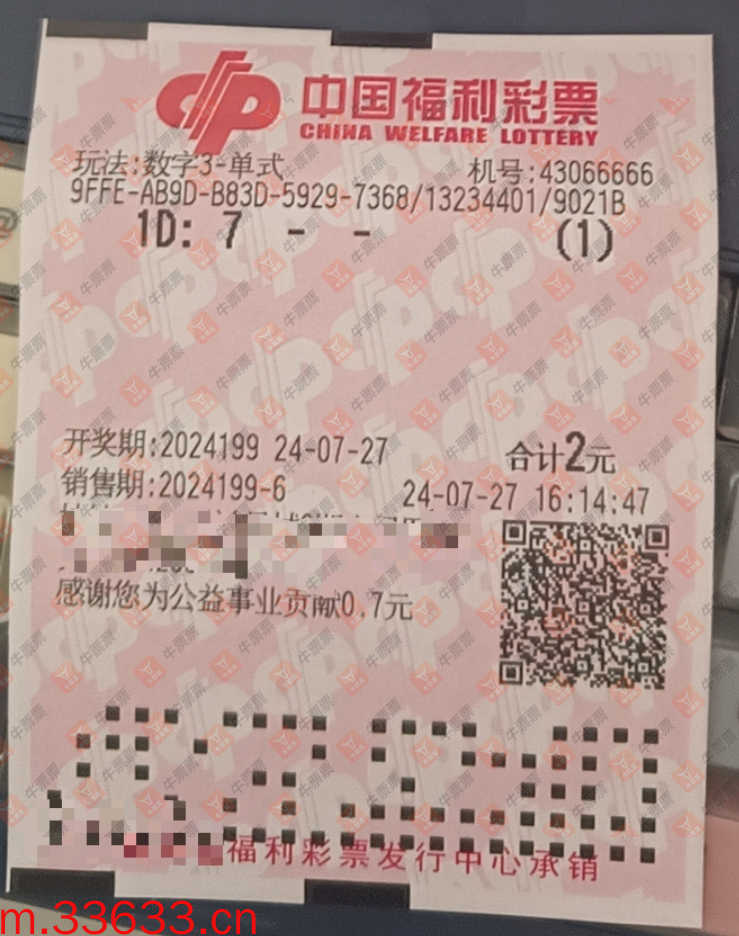 中国福利彩票
CHINA WELFARE LOTTERY
玩法:数字3-单式 机号:43066666
9FFE-AB9D-B83D-5929-7368/13234401/9021B
1D: 7 - - (1)
开奖期:2024199 24-07-27 合计2元
销售期:2024199-6 24-07-27 16:14:47
感谢您为公益事业贡献0.7元
福利彩票发行中心承销
m.33633.cn